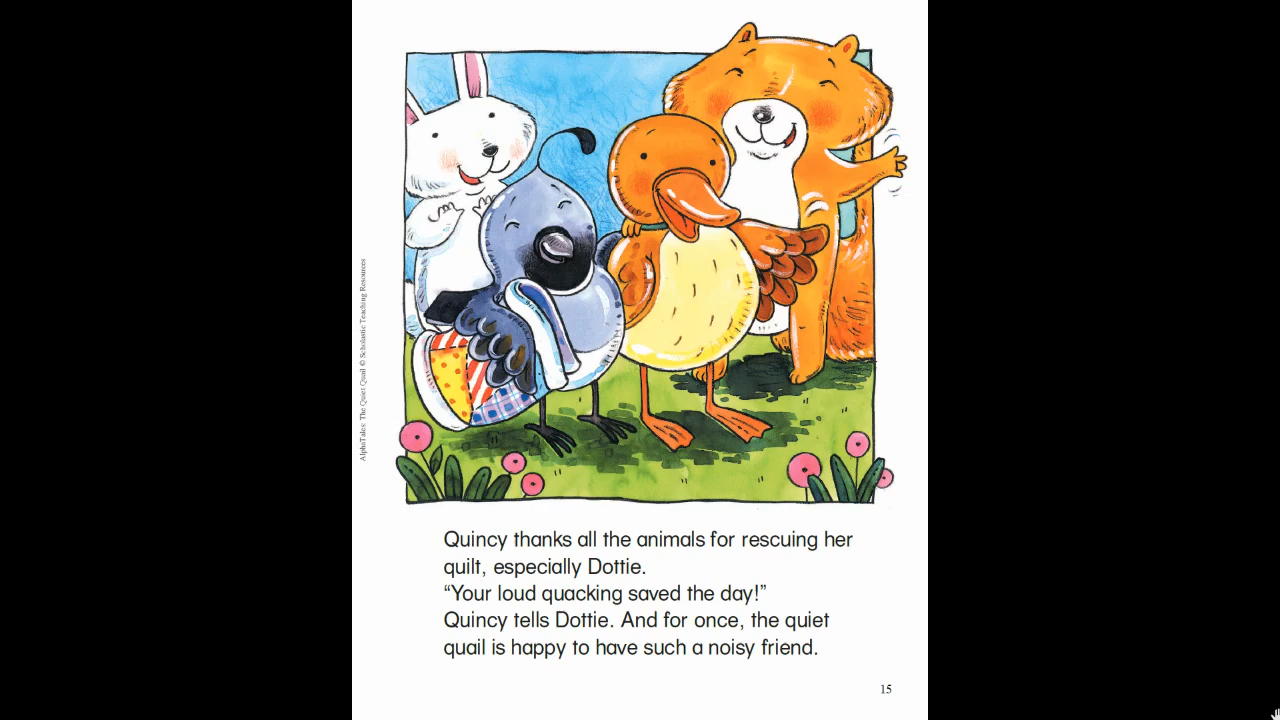 AlphaTales: The Quiet Quail © Scholastic Teaching Resources
Quincy thanks all the animals for rescuing her
quilt, especially Dottie.
“Your loud quacking saved the day!”
Quincy tells Dottie. And for once, the quiet
quail is happy to have such a noisy friend.
15